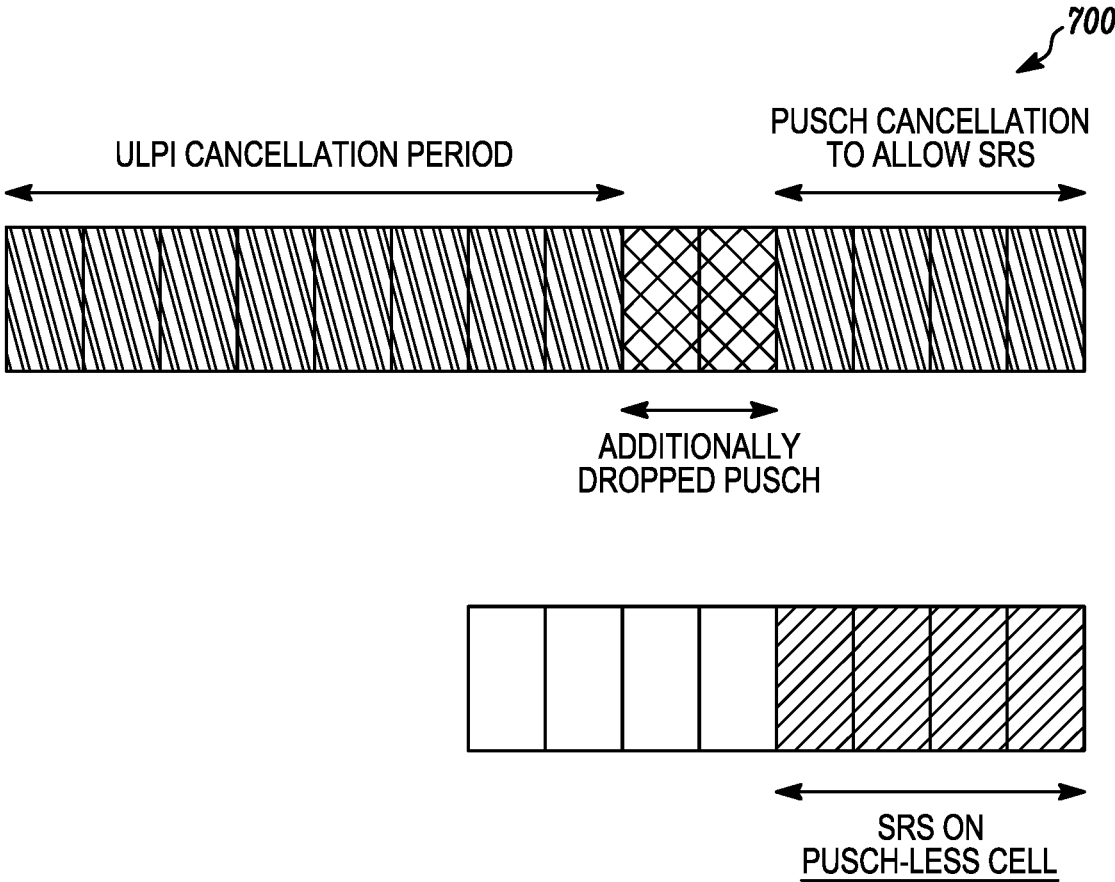 700
ULPI CANCELLATION PERIOD
PUSCH CANCELLATION
TO ALLOW SRS
ADDITIONALLY
DROPPED PUSCH
SRS ON
PUSCH-LESS CELL